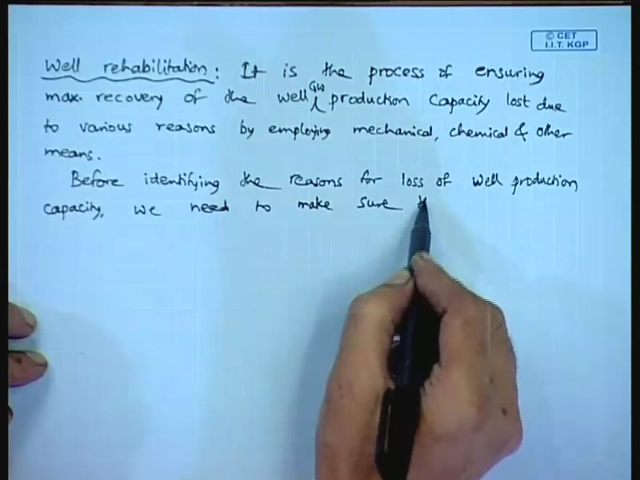 © CET
I.I.T. KGP
Well rehabilitation: It is the process of ensuring
max. recovery of the well GW production capacity lost due
to various reasons by employing mechanical, chemical & other
means.
Before identifying the reasons for loss of well production
capacity, we need to make sure